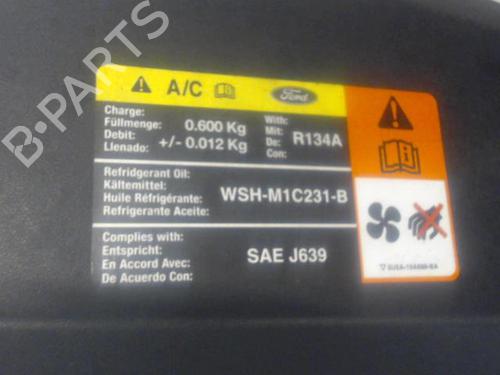 B-PARTS
A/C
Ford
Charge:
Füllmenge: 0.600 Kg
Debit:
Llenado: +/- 0.012 Kg
With:
Mit:
De: R134A
Con:
Refridgerant Oil:
Kältemittel:
Huile Réfrigérante: WSH-M1C231-B
Refrigerante Aceite:
Complies with:
Entspricht:
En Accord Avec: SAE J639
De Acuerdo Con: